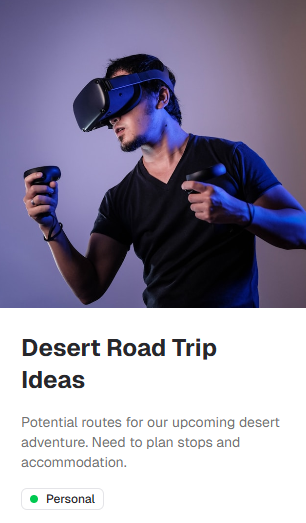 Desert Road Trip
Ideas
Potential routes for our upcoming desert
adventure. Need to plan stops and
accommodation.
Personal